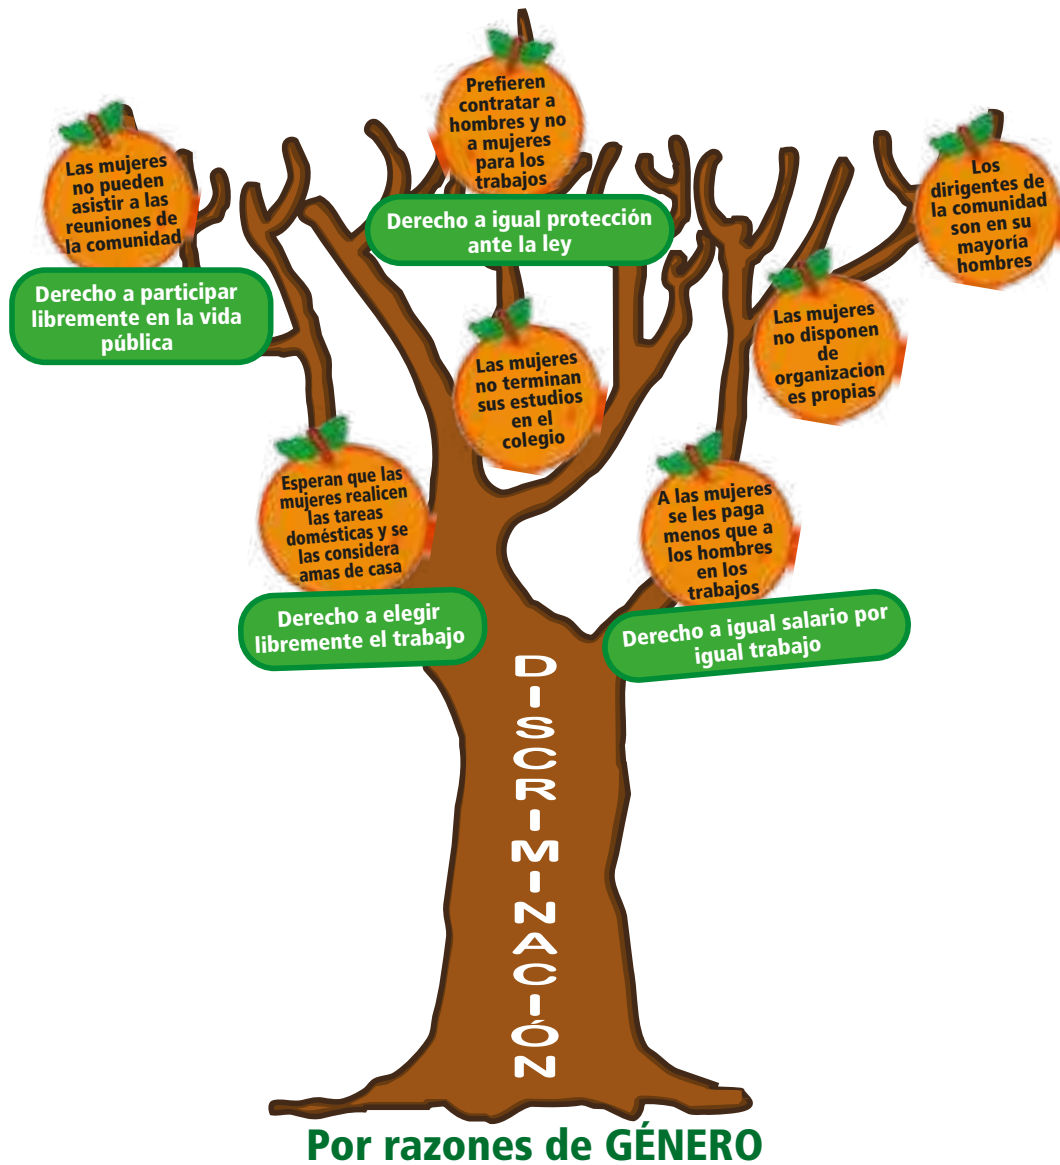 Prefieren
contratar a
hombres y no
a mujeres
para los
trabajos
Derecho a igual protección
ante la ley
Las mujeres
no pueden
asistir a las
reuniones de
la comunidad
Derecho a participar
libremente en la vida
pública
Los
dirigentes de
la comunidad
son en su
mayoría
hombres
Las mujeres
no disponen
de
organizacion
es propias
Las mujeres
no terminan
sus estudios
en el
colegio
Esperan que las
mujeres realicen
las tareas
domésticas y se
las considera
amas de casa
Derecho a elegir
libremente el trabajo
A las mujeres
se les paga
menos que a
los hombres
en los
trabajos
Derecho a igual salario por
igual trabajo
DISCRIMINACIÓN
Por razones de GÉNERO